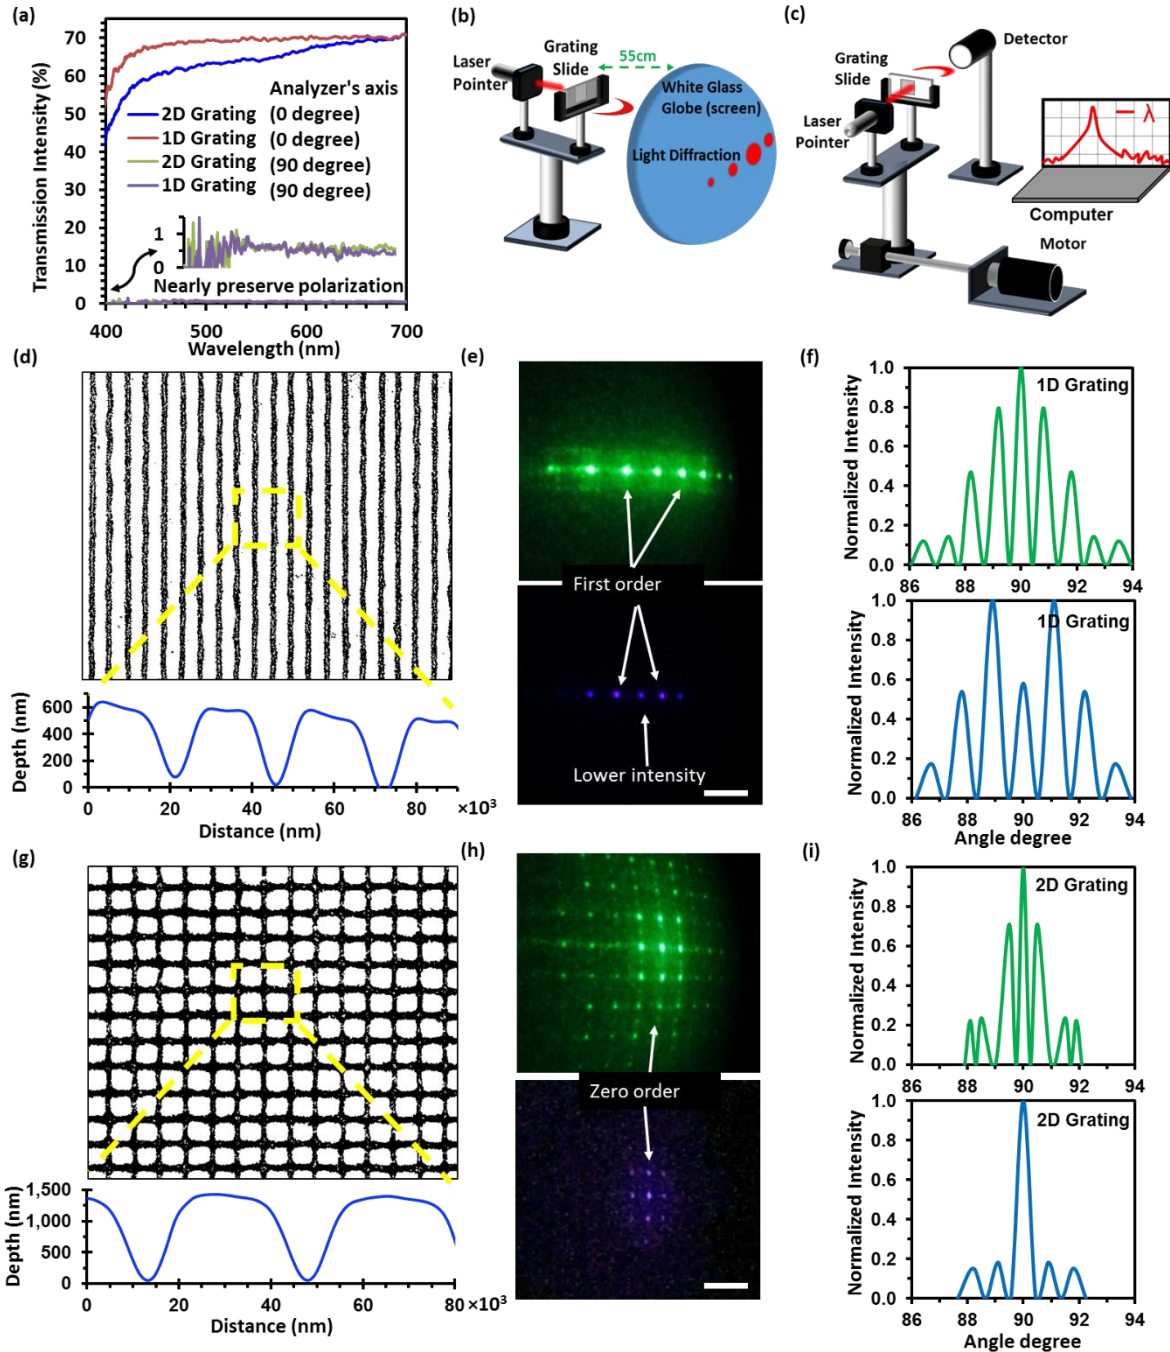 (a)
Transmission Intensity (%)
70
60
50
40
30
20
10
0
400
500
600
700
Wavelength (nm)
Analyzer's axis
2D Grating (0 degree)
1D Grating (0 degree)
2D Grating (90 degree)
1D Grating (90 degree)
1
0
Nearly preserve polarization
(b)
Laser
Pointer
Grating
Slide
55cm
White Glass
Globe (screen)
Light Diffraction
(c)
Detector
Grating
Slide
Laser
Pointer
λ
Computer
Motor
(d)
Depth (nm)
600
400
200
0
0
20
40
60
80
×10³
Distance (nm)
(e)
First order
Lower intensity
(f)
Normalized Intensity
1D Grating
1.0
0.8
0.6
0.4
0.2
0.0
86
88
90
92
94
Normalized Intensity
1D Grating
1.0
0.8
0.6
0.4
0.2
0.0
86
88
90
92
94
Angle degree
(g)
Depth (nm)
1,500
1,000
500
0
0
20
40
60
80 ×10³
Distance (nm)
(h)
Zero order
(i)
Normalized Intensity
2D Grating
1.0
0.8
0.6
0.4
0.2
0.0
86
88
90
92
94
Normalized Intensity
2D Grating
1.0
0.8
0.6
0.4
0.2
0.0
86
88
90
92
94
Angle degree